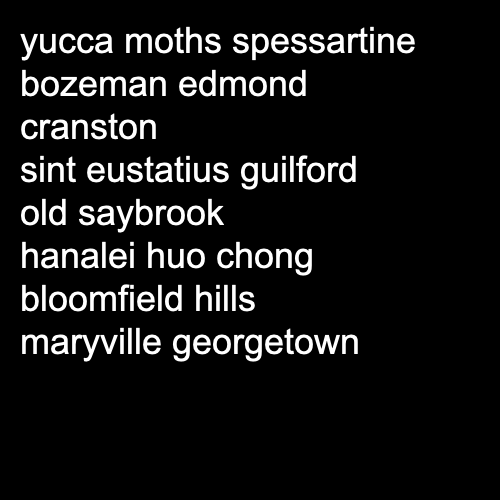 yucca moths spessartine
bozeman edmond
cranston
sint eustatius guilford
old saybrook
hanalei huo chong
bloomfield hills
maryville georgetown